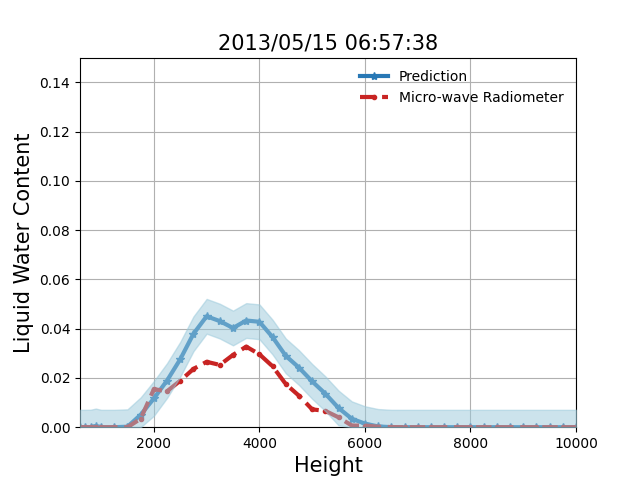 2013/05/15 06:57:38
Prediction
Micro-wave Radiometer
Liquid Water Content
0.14
0.12
0.10
0.08
0.06
0.04
0.02
0.00
2000 4000 6000 8000 10000
Height